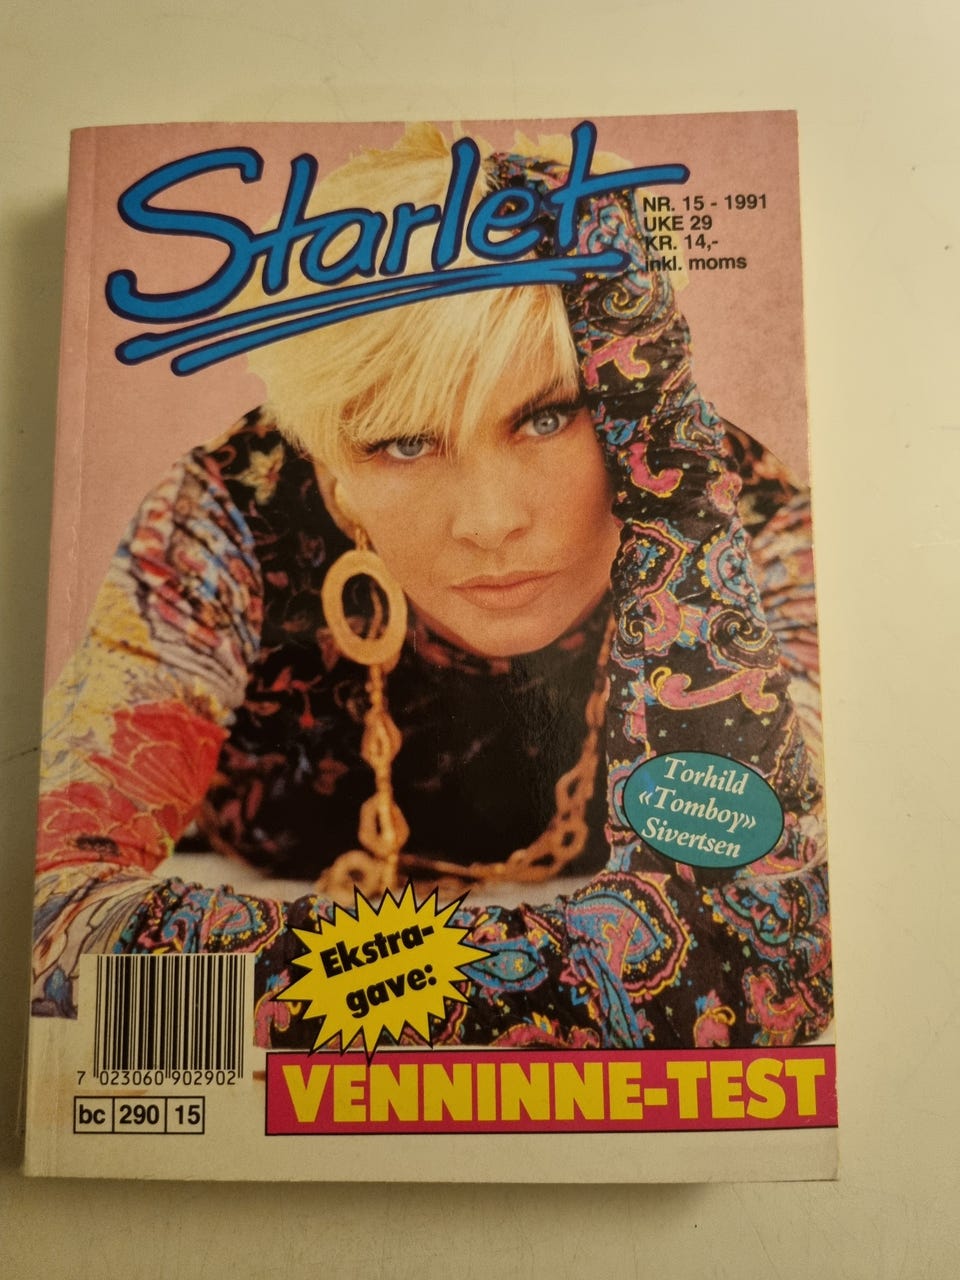 Starlet
NR. 15 - 1991
UKE 29
KR. 14,-
inkl. moms
Torhild
«Tomboy»
Sivertsen
Ekstra-
gave:
VENNINNE-TEST
7 023060 902902
bc 290 15